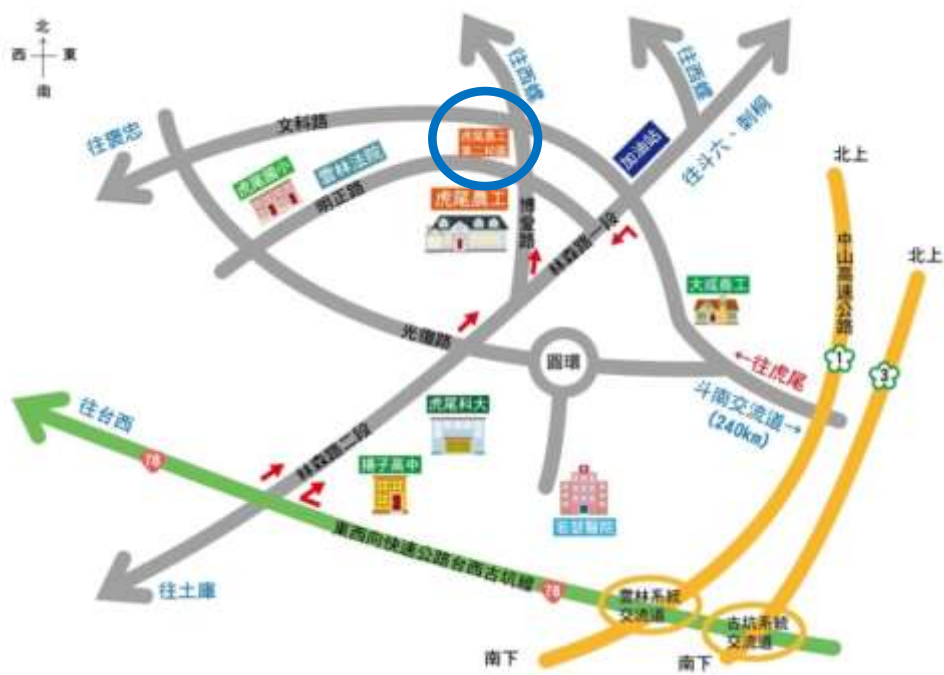 北
西 東
南
往西螺
往西螺
往斗六、莿桐
加油站
文科路
往褒忠
虎尾農工
第二校區
虎尾國小
雲林法院
明正路
虎尾農工
博愛路
林森路一段
北上
中山高速公路
北上
大成商工
光復路
圓環
←往虎尾
1
3
斗南交流道→
(240km)
往台西
78
虎尾科大
林森路二段
揚子高中
東西向快速公路台西古坑線
78
往土庫
雲林系統
交流道
古坑系統
交流道
南下
南下